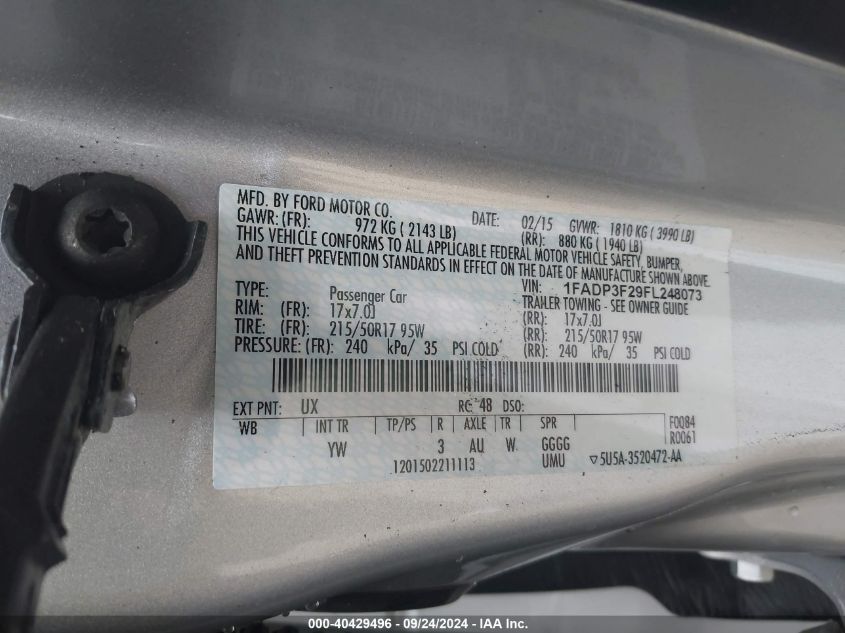 MFD. BY FORD MOTOR CO.
DATE: 02/15 GVWR: 1810 KG ( 3990 LB)
GAWR: (FR): 972 KG ( 2143 LB) (RR): 880 KG ( 1940 LB)
THIS VEHICLE CONFORMS TO ALL APPLICABLE FEDERAL MOTOR VEHICLE SAFETY, BUMPER,
AND THEFT PREVENTION STANDARDS IN EFFECT ON THE DATE OF MANUFACTURE SHOWN ABOVE.
VIN: 1FADP3F29FL248073
TYPE: Passenger Car TRAILER TOWING - SEE OWNER GUIDE
RIM: (FR): 17x7.0J (RR): 17x7.0J
TIRE: (FR): 215/50R17 95W (RR): 215/50R17 95W
PRESSURE: (FR): 240 kPa/ 35 PSI COLD (RR): 240 kPa/ 35 PSI COLD
EXT PNT: UX RC: 48 DSO:
WB INT TR TP/PS R AXLE TR SPR F0084
YW 3 AU W GGGG R0061
1201502211113 UMU ▽5U5A-3520472-AA
000-40429496 - 09/24/2024 - IAA Inc.